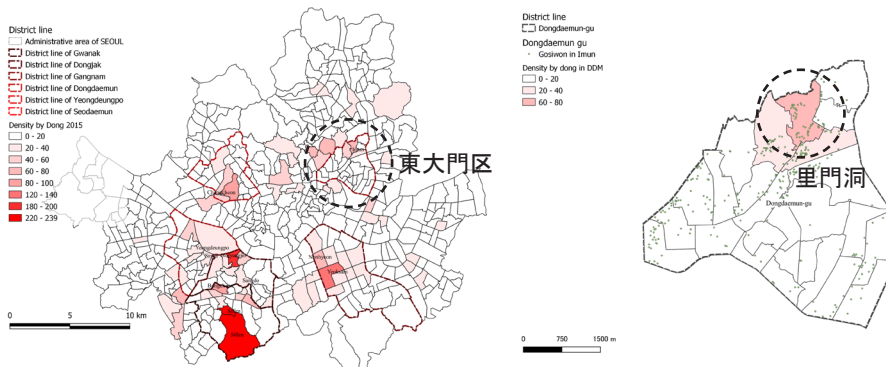 District line
Administrative area of SEOUL
District line of Gwanak
District line of Dongjak
District line of Gangnam
District line of Dongdaemun
District line of Yeongdeungpo
District line of Seodaemun
Density by Dong 2015
0 - 20
20 - 40
40 - 60
60 - 80
80 - 100
120 - 140
180 - 200
220 - 239
0 5 10 km
東大門区
Yeongdeungpo
District line
Dongdaemun-gu
Dongdaemun gu
Gosiwon in Imun
Density by dong in DDM
0 - 20
20 - 40
60 - 80
里門洞
Dongdaemun-gu
0 750 1500 m